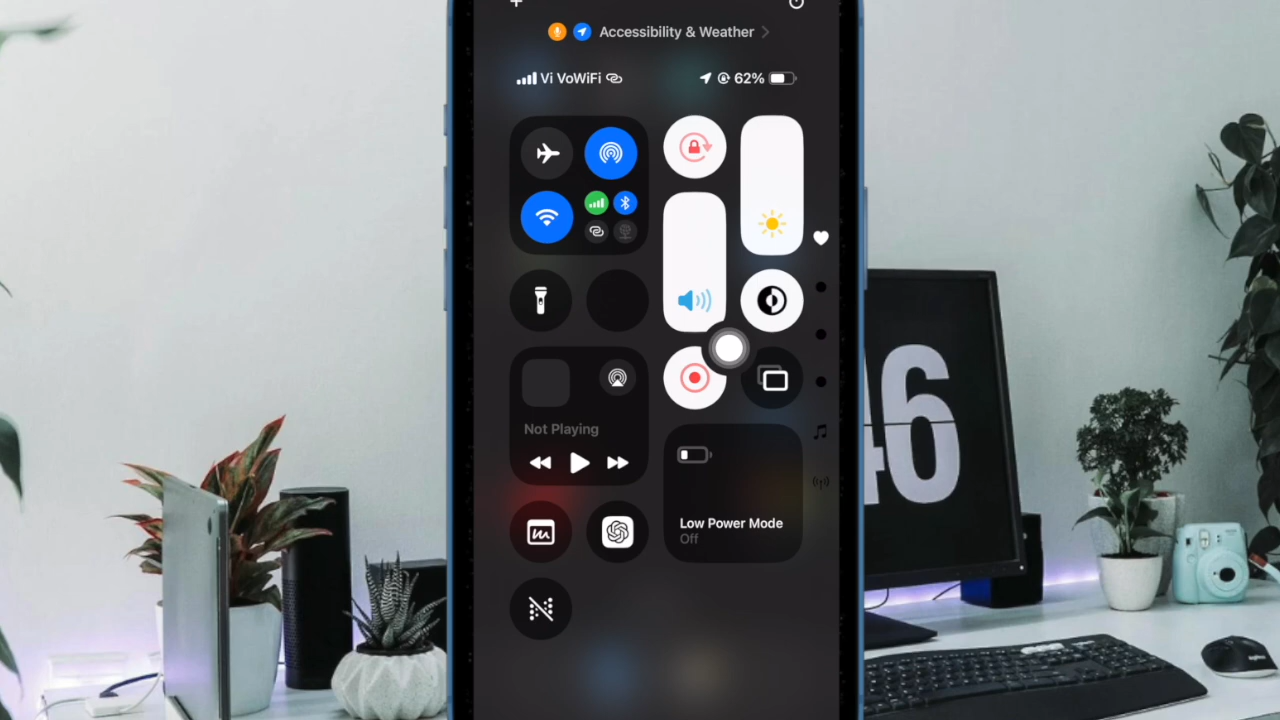 Accessibility & Weather
Vi VoWiFi 62%
Not Playing
Low Power Mode
Off
46